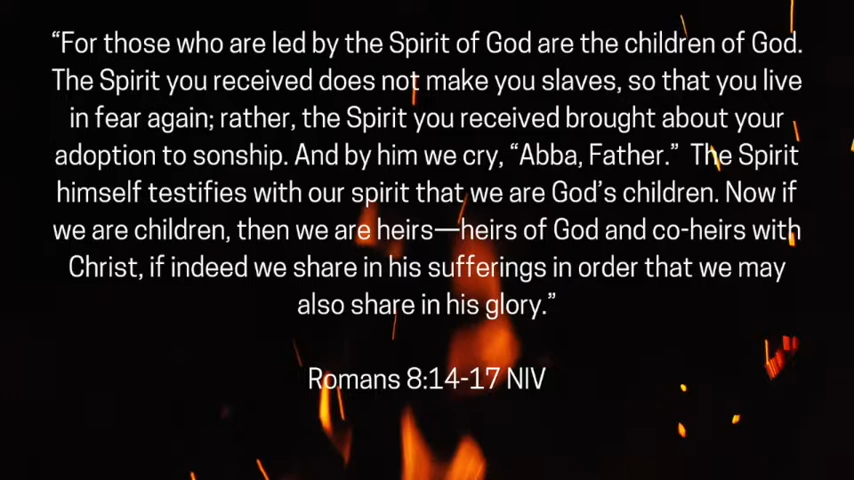 “For those who are led by the Spirit of God are the children of God.
The Spirit you received does not make you slaves, so that you live
in fear again; rather, the Spirit you received brought about your
adoption to sonship. And by him we cry, “Abba, Father.”  The Spirit
himself testifies with our spirit that we are God’s children. Now if
we are children, then we are heirs—heirs of God and co-heirs with
Christ, if indeed we share in his sufferings in order that we may
also share in his glory.”
Romans 8:14-17 NIV